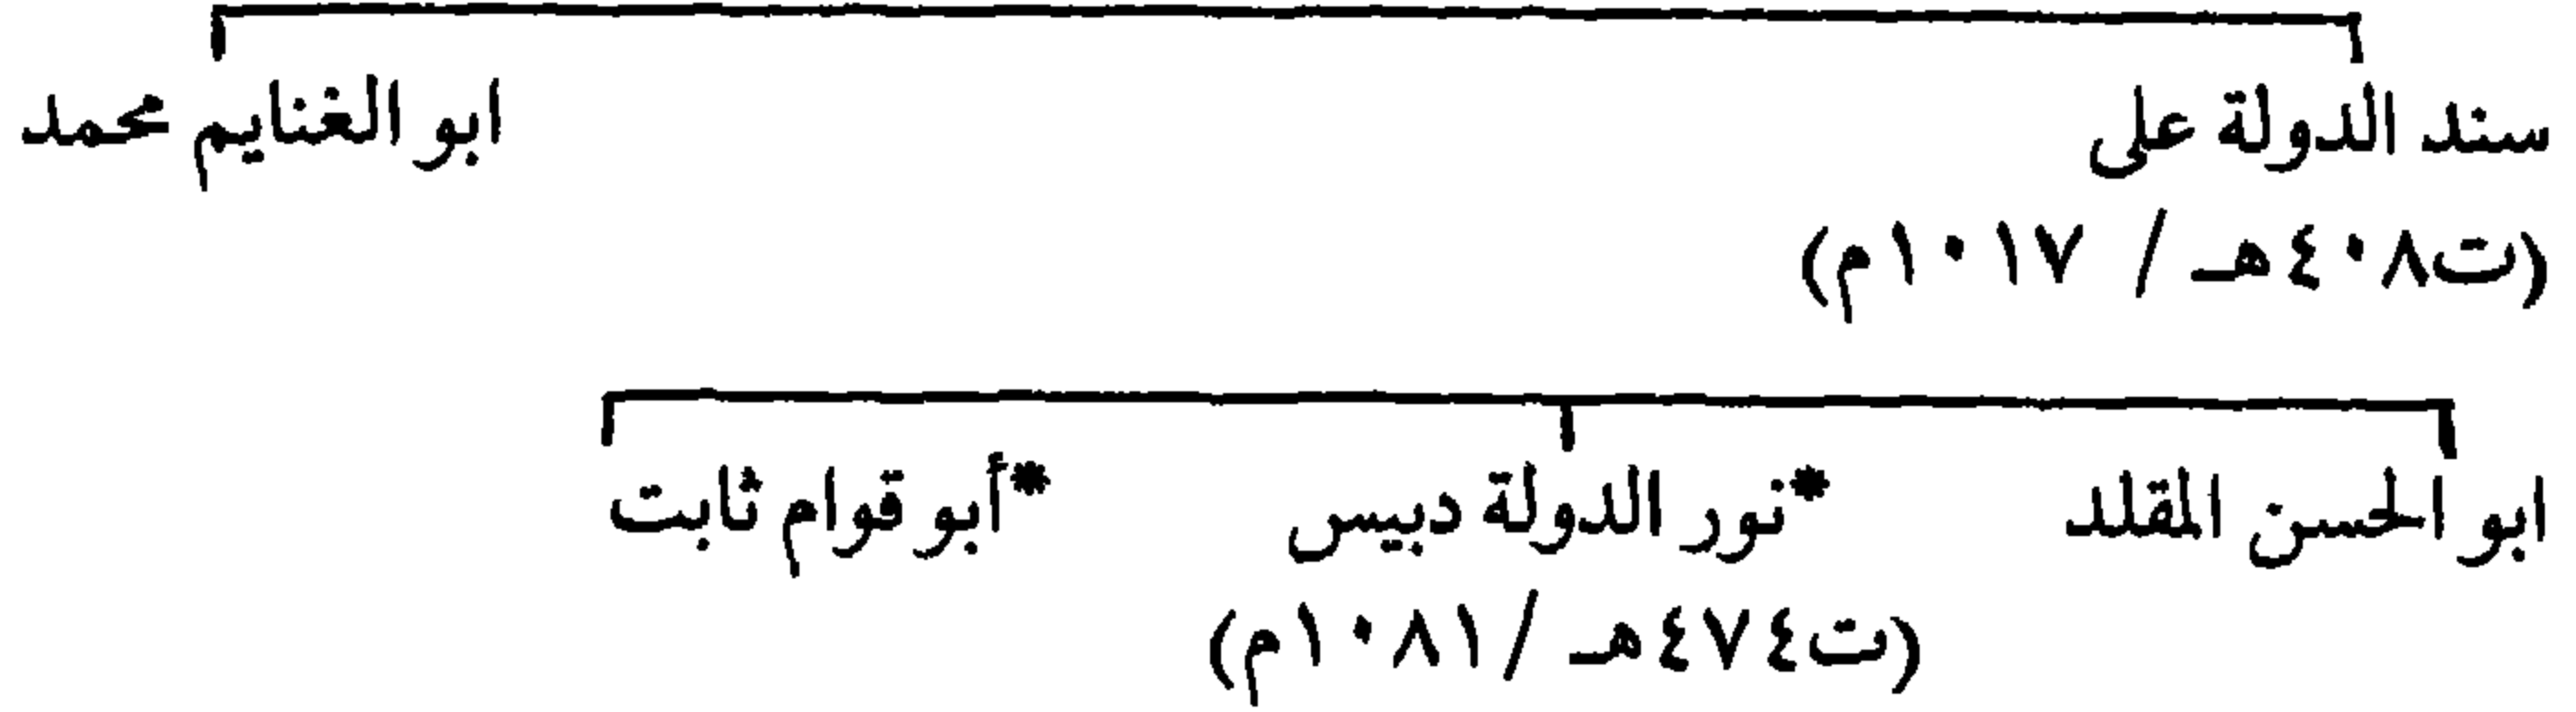 سند الدولة على ابو الغنايم محمد
(ت٤٠٨هـ / ١٠١٧م)
ابو الحسن المقلد *نور الدولة دبيس *أبو قوام ثابت
(ت٤٧٤هـ /١٠٨١م)